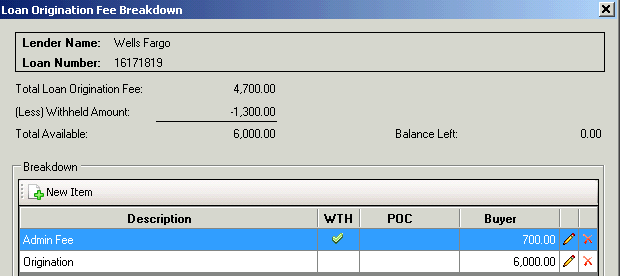 Loan Origination Fee Breakdown
Lender Name: Wells Fargo
Loan Number: 16171819
Total Loan Origination Fee: 4,700.00
(Less) Withheld Amount: -1,300.00
Total Available: 6,000.00 Balance Left: 0.00
Breakdown
New Item
Description WTH POC Buyer
Admin Fee 700.00
Origination 6,000.00